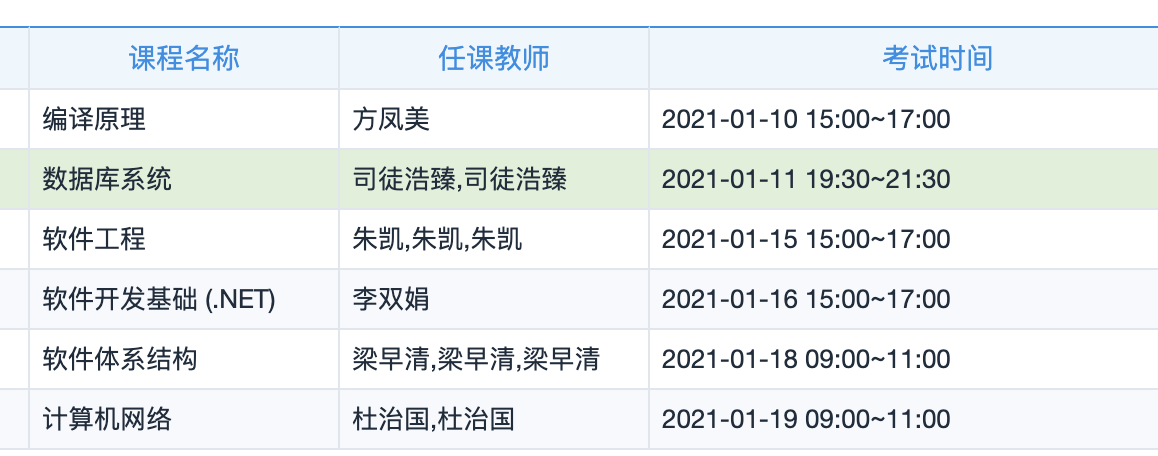 课程名称 任课教师 考试时间
编译原理 方凤美 2021-01-10 15:00~17:00
数据库系统 司徒浩臻,司徒浩臻 2021-01-11 19:30~21:30
软件工程 朱凯,朱凯,朱凯 2021-01-15 15:00~17:00
软件开发基础 (.NET) 李双娟 2021-01-16 15:00~17:00
软件体系结构 梁早清,梁早清,梁早清 2021-01-18 09:00~11:00
计算机网络 杜治国,杜治国 2021-01-19 09:00~11:00